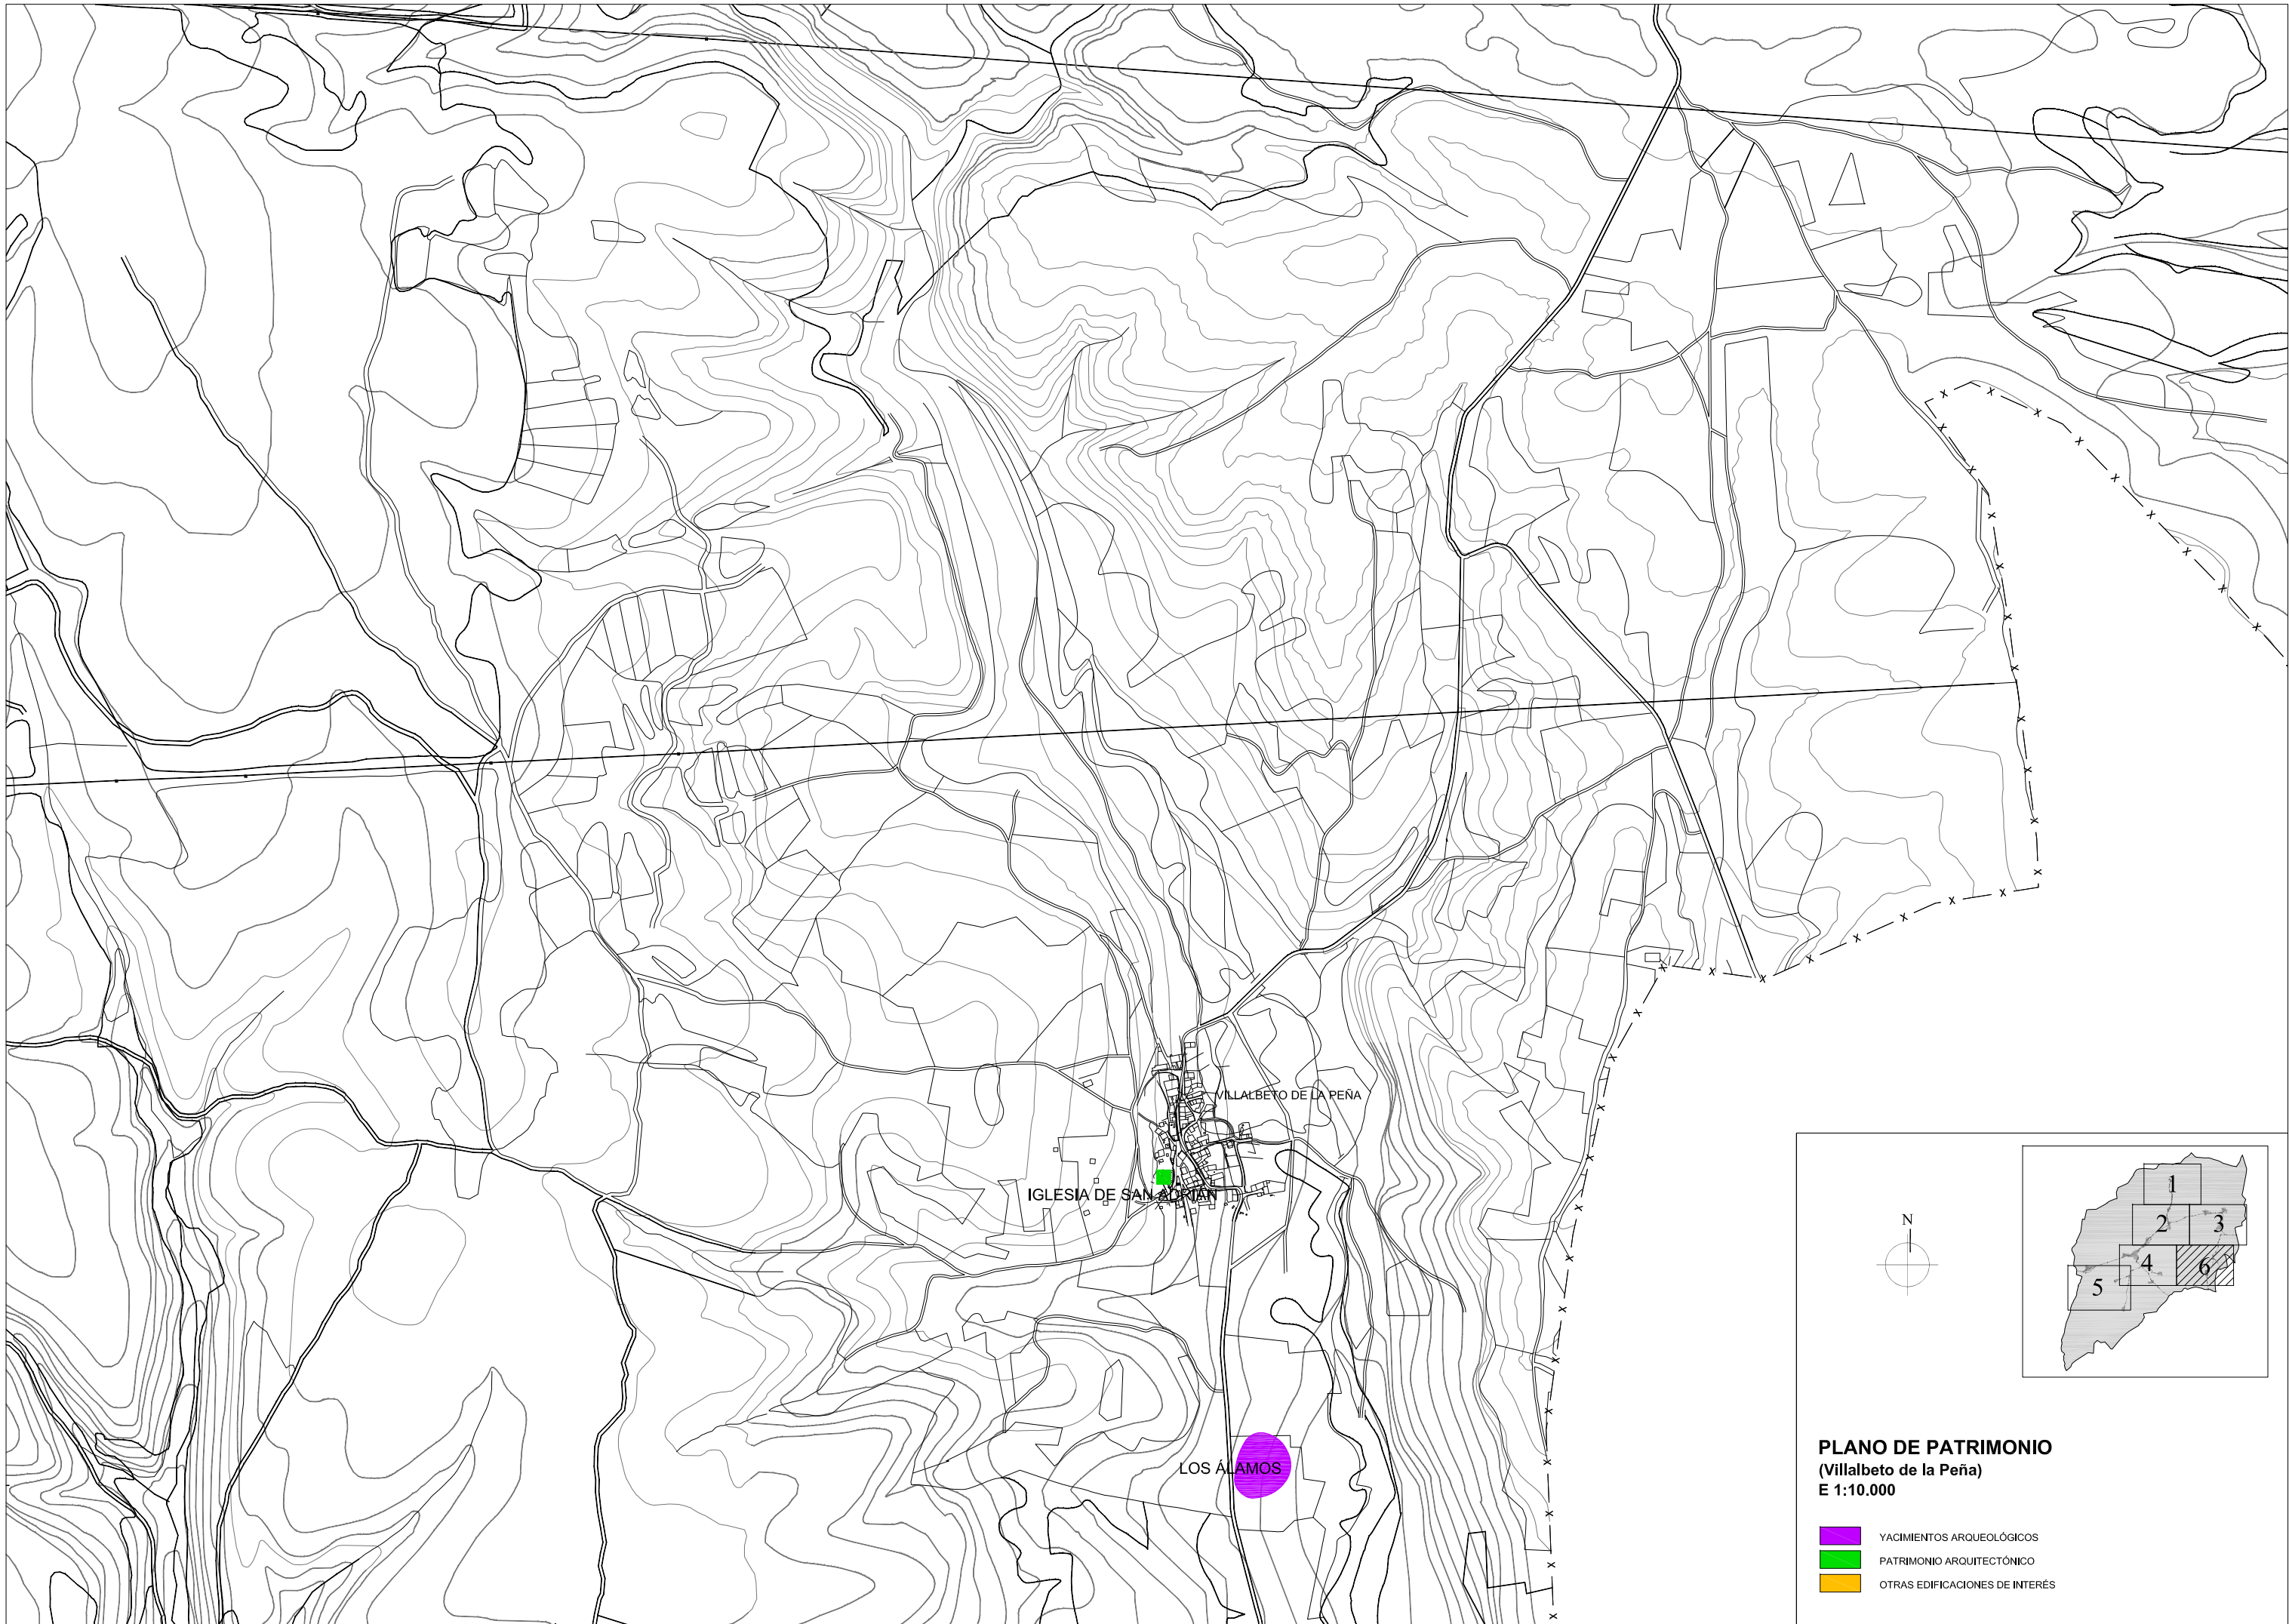 VILLALBETO DE LA PEÑA
IGLESIA DE SAN ADRIÁN
LOS ÁLAMOS
N
1
2
3
4
6
5
PLANO DE PATRIMONIO
(Villalbeto de la Peña)
E 1:10.000
YACIMIENTOS ARQUEOLÓGICOS
PATRIMONIO ARQUITECTÓNICO
OTRAS EDIFICACIONES DE INTERÉS